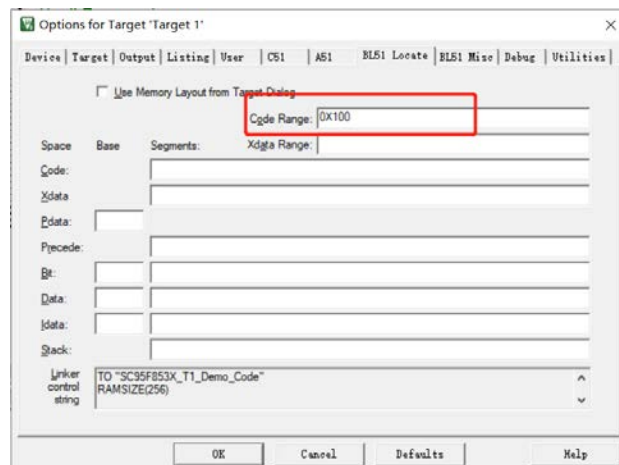 Options for Target 'Target 1'
Device Target Output Listing User C51 A51 BL51 Locate BL51 Misc Debug Utilities
Use Memory Layout from Target Dialog
Code Range: 0X100
Space Base Segments: Xdata Range:
Code:
Xdata
Pdata:
Precede:
Bit:
Data:
Idata:
Stack:
Linker control string
TO "SC95F853X_T1_Demo_Code"
RAMSIZE(256)
OK Cancel Defaults Help